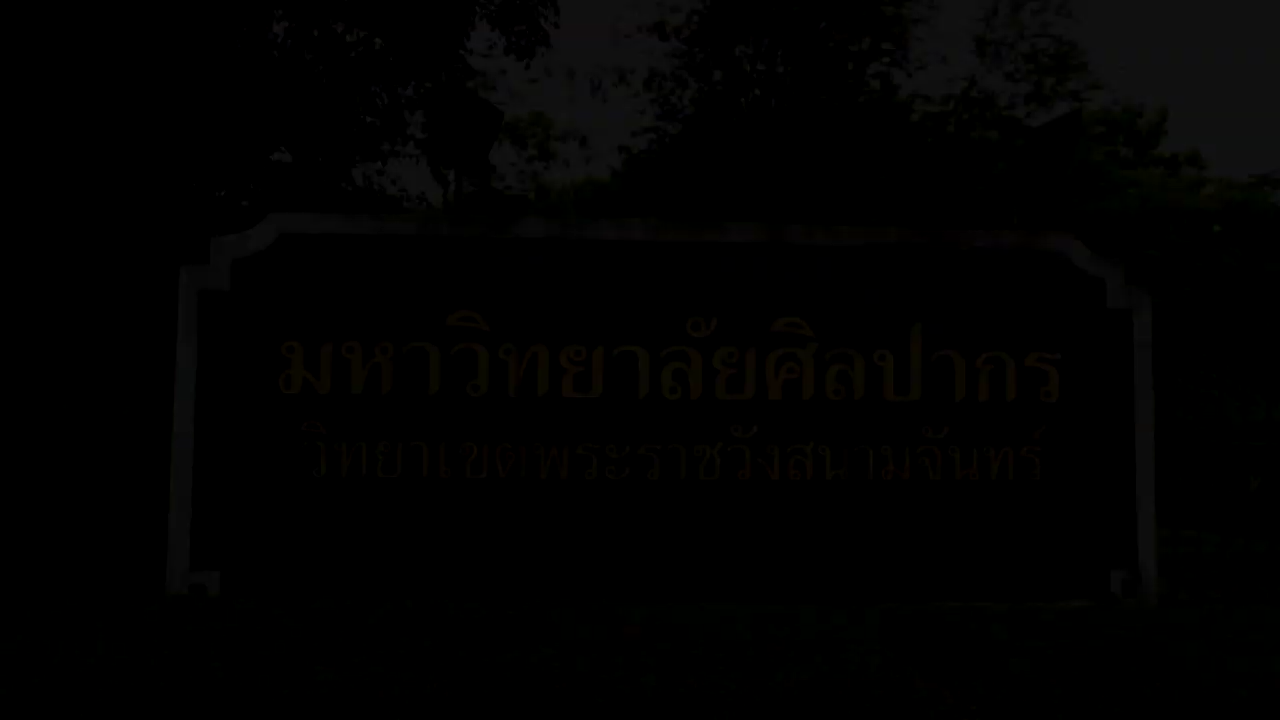 มหาวิทยาลัยศิลปากร
วิทยาเขตพระราชวังสนามจันทร์